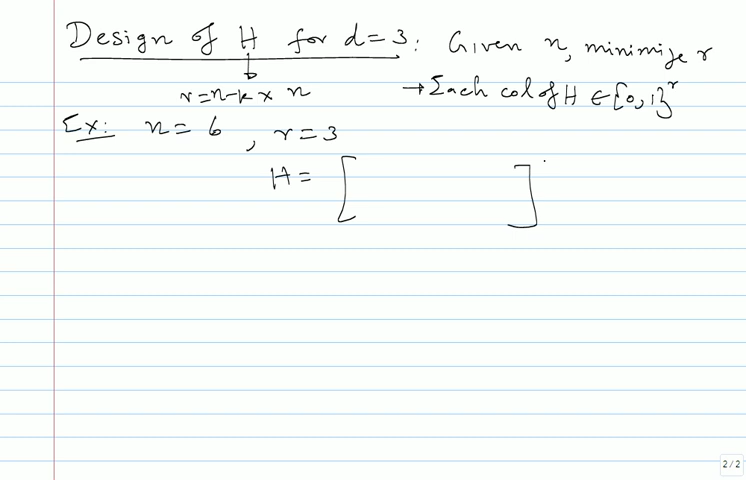 Design of H for d=3: Given n, minimize r
r=n-k × n → Each col of H ∈ {0,1}^r
Ex: n=6, r=3
H = [ ]
2/2